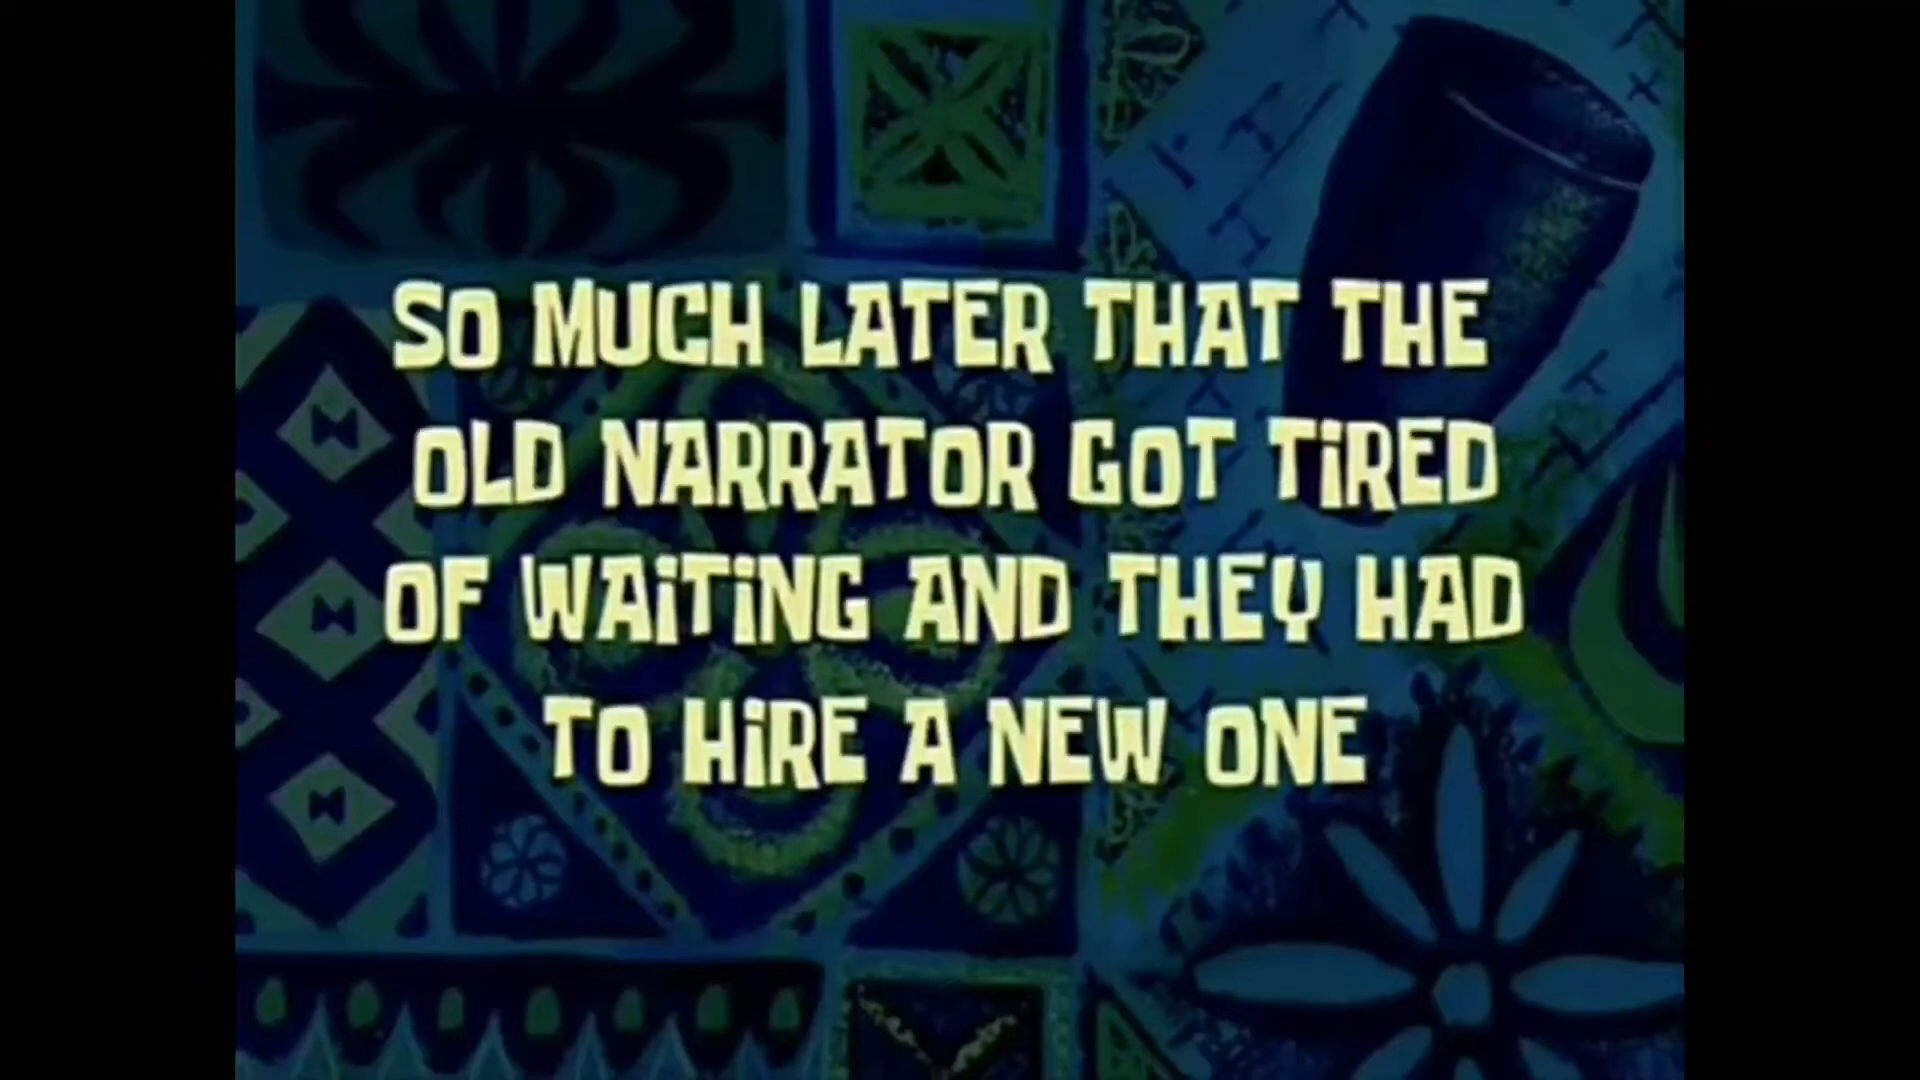 SO MUCH LATER THAT THE
OLD NARRATOR GOT TiRED
OF WAiTiNG AND THEY HAD
TO HiRE A NEW ONE